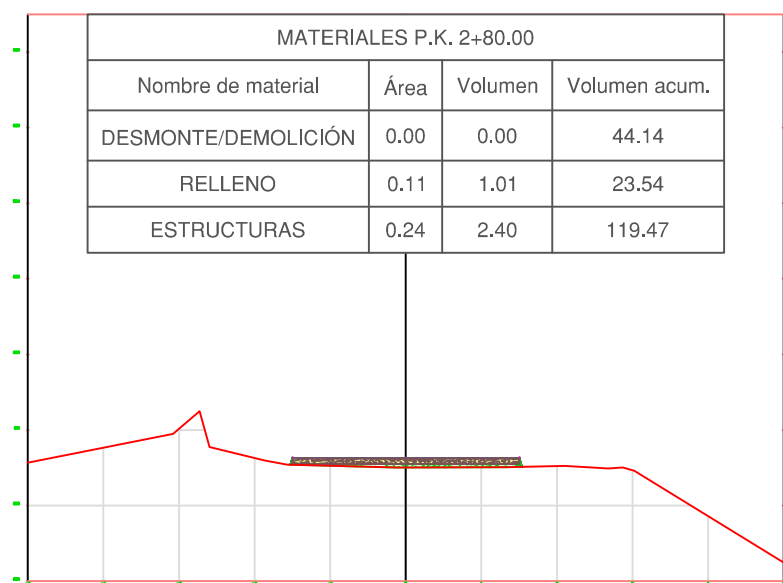 MATERIALES P.K. 2+80.00
Nombre de material Área Volumen Volumen acum.
DESMONTE/DEMOLICIÓN 0.00 0.00 44.14
RELLENO 0.11 1.01 23.54
ESTRUCTURAS 0.24 2.40 119.47